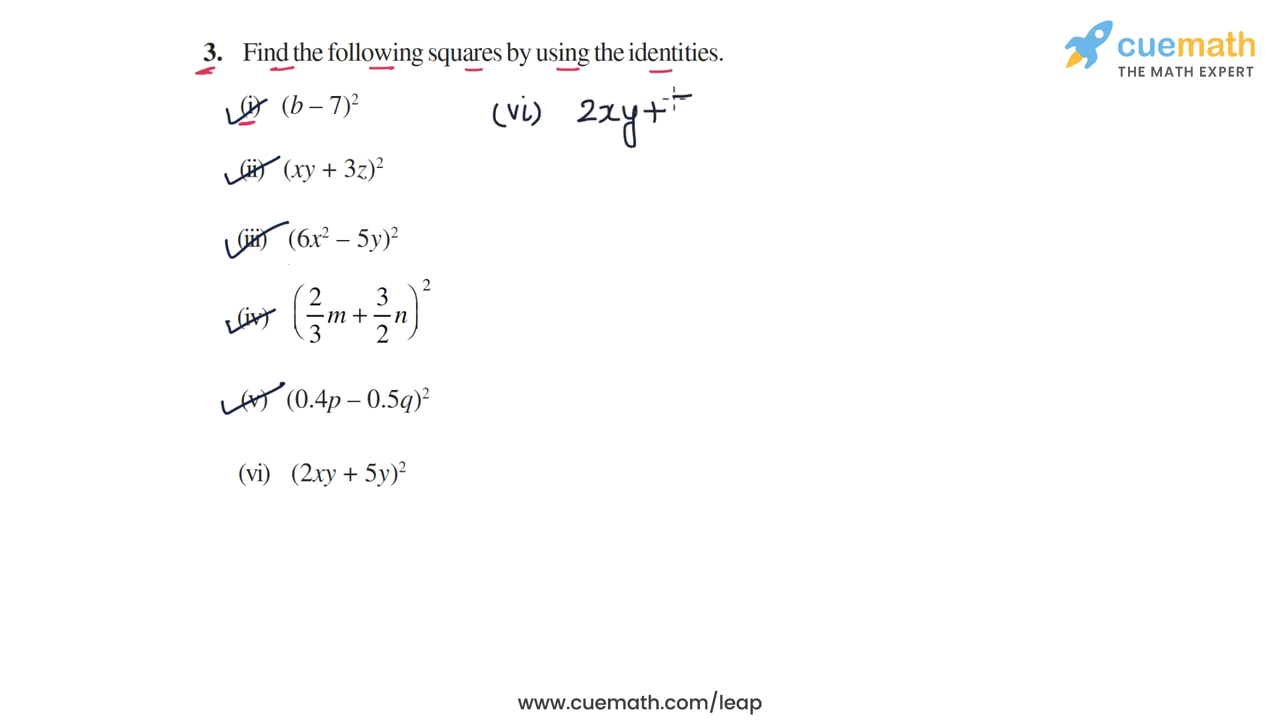 3. Find the following squares by using the identities.
cuemath
THE MATH EXPERT
(i) (b – 7)²
(vi) 2xy+
(ii) (xy + 3z)²
(iii) (6x² – 5y)²
(iv) (2/3 m + 3/2 n)²
(v) (0.4p – 0.5q)²
(vi) (2xy + 5y)²
www.cuemath.com/leap